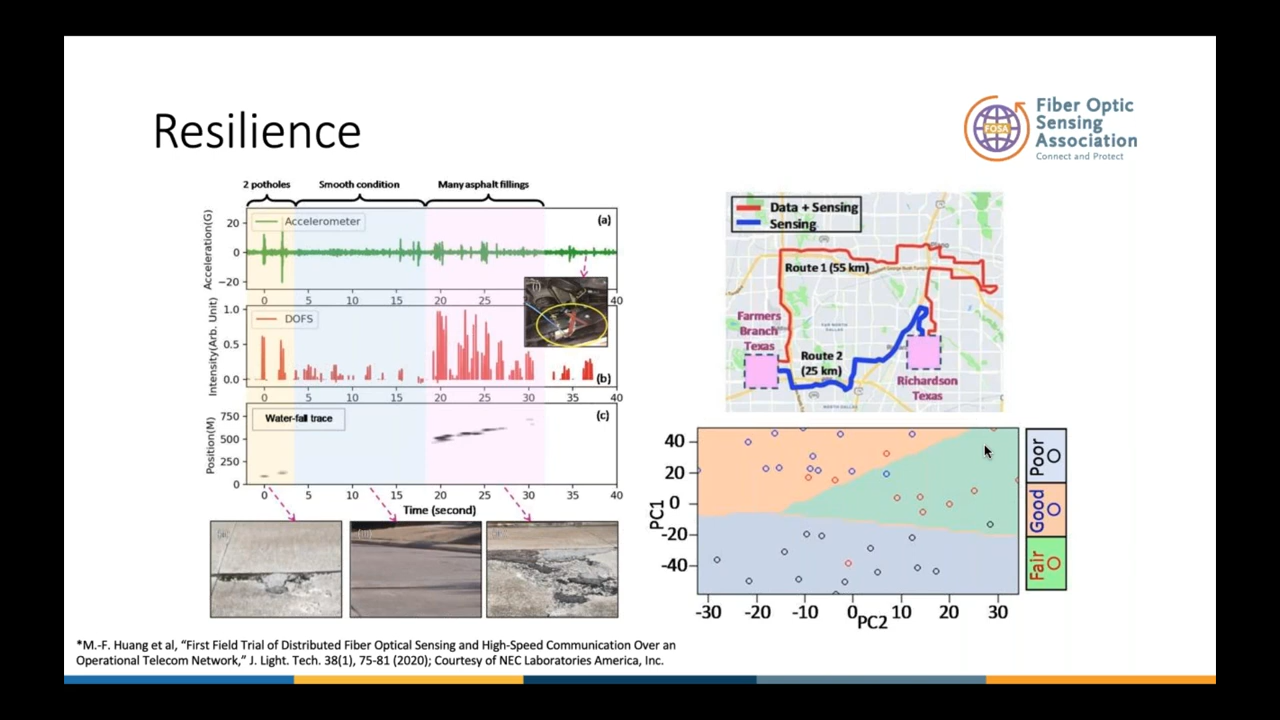 Resilience
Fiber Optic
Sensing
Association
Connect and Protect
FOSA
2 potholes
Smooth condition
Many asphalt fillings
Acceleration(G)
20
0
−20
Accelerometer
(a)
0 5 10 15 20 25 30 40
Intensity(Arb. Unit)
1.0
0.5
0.0
DOFS
(b)
0 5 10 15 20 25 30 35 40
Position(M)
750
500
250
0
Water-fall trace
(c)
0 5 10 15 20 25 30 35 40
Time (second)
Data + Sensing
Sensing
Route 1 (55 km)
Farmers
Branch
Texas
Route 2
(25 km)
Richardson
Texas
NORTH DALLAS
PC1
40
20
0
-20
-40
-30 -20 -10 0 10 20 30
PC2
Poor
Good
Fair
*M.-F. Huang et al, “First Field Trial of Distributed Fiber Optical Sensing and High-Speed Communication Over an
Operational Telecom Network,” J. Light. Tech. 38(1), 75-81 (2020); Courtesy of NEC Laboratories America, Inc.